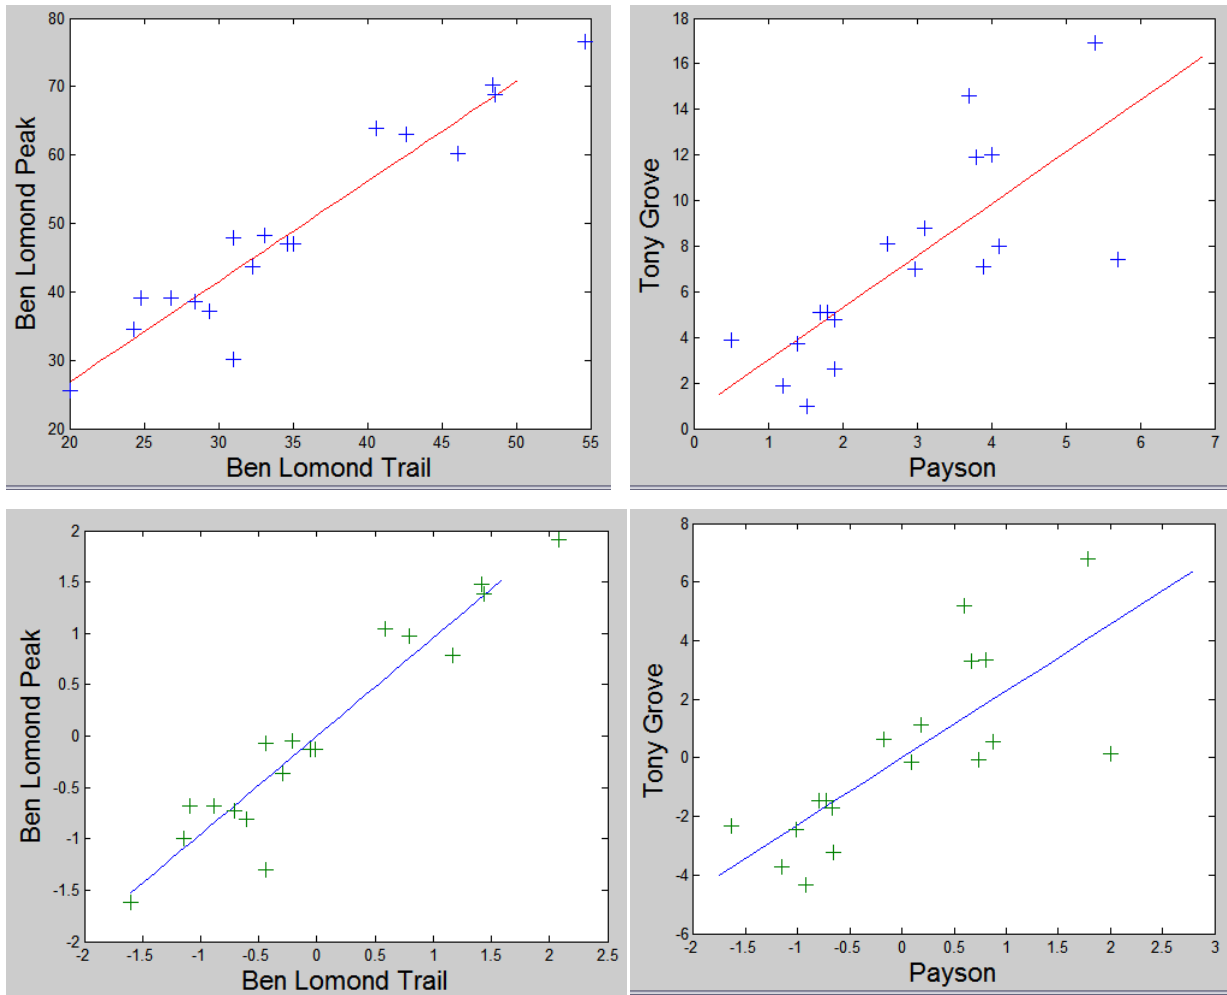 80
70
60
50
40
30
20
Ben Lomond Peak
20 25 30 35 40 45 50 55
Ben Lomond Trail
18
16
14
12
10
8
6
4
2
0
Tony Grove
0 1 2 3 4 5 6 7
Payson
2
1.5
1
0.5
0
-0.5
-1
-1.5
-2
Ben Lomond Peak
-2 -1.5 -1 -0.5 0 0.5 1 1.5 2 2.5
Ben Lomond Trail
8
6
4
2
0
-2
-4
-6
Tony Grove
-2 -1.5 -1 -0.5 0 0.5 1 1.5 2 2.5 3
Payson